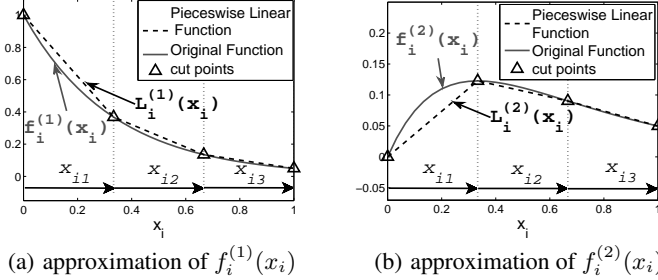 Piecewise Linear
Function
Original Function
cut points
f_i^(1)(x_i)
L_i^(1)(x_i)
1
0.8
0.6
0.4
0.2
0
x_i1
x_i2
x_i3
0 0.2 0.4 0.6 0.8 1
x_i
(a) approximation of f_i^(1)(x_i)
Pieceswise Linear
Function
Original Function
cut points
f_i^(2)(x_i)
L_i^(2)(x_i)
0.2
0.15
0.1
0.05
0
−0.05
x_i1
x_i2
x_i3
0 0.2 0.4 0.6 0.8 1
x_i
(b) approximation of f_i^(2)(x_i)